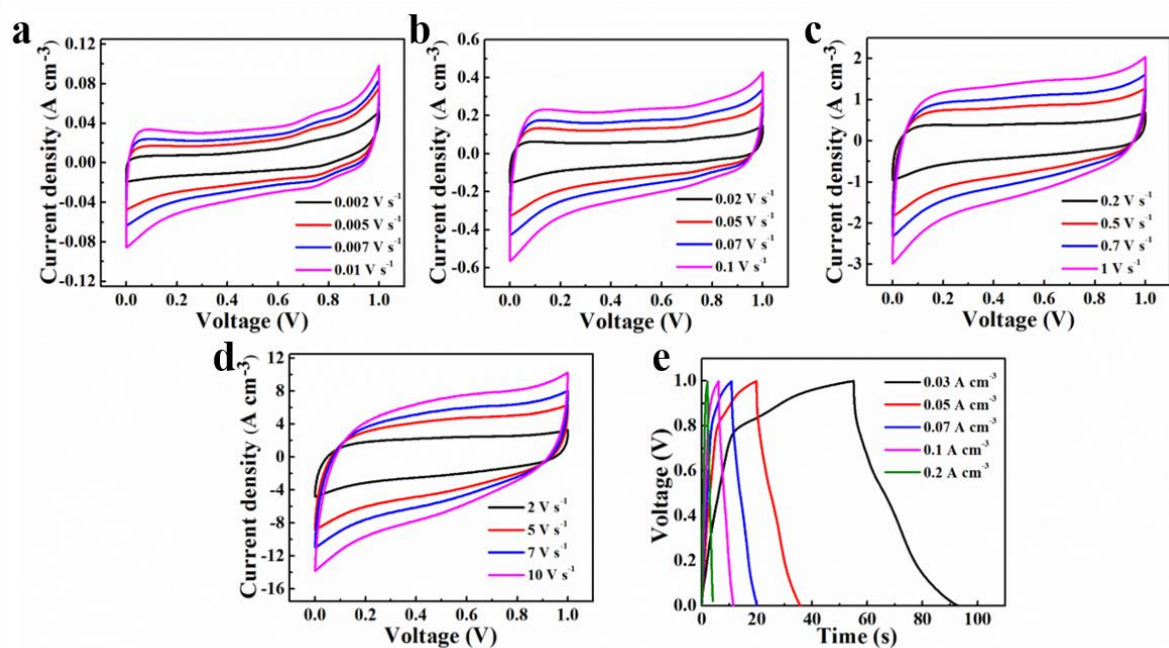 a
0.12
0.08
0.04
0.00
-0.04
-0.08
-0.12
Current density (A cm⁻³)
0.002 V s⁻¹
0.005 V s⁻¹
0.007 V s⁻¹
0.01 V s⁻¹
0.0 0.2 0.4 0.6 0.8 1.0
Voltage (V)
b
0.6
0.4
0.2
0.0
-0.2
-0.4
-0.6
Current density (A cm⁻³)
0.02 V s⁻¹
0.05 V s⁻¹
0.07 V s⁻¹
0.1 V s⁻¹
0.0 0.2 0.4 0.6 0.8 1.0
Voltage (V)
c
2
1
0
-1
-2
-3
Current density (A cm⁻³)
0.2 V s⁻¹
0.5 V s⁻¹
0.7 V s⁻¹
1 V s⁻¹
0.0 0.2 0.4 0.6 0.8 1.0
Voltage (V)
d
12
8
4
0
-4
-8
-12
-16
Current density (A cm⁻³)
2 V s⁻¹
5 V s⁻¹
7 V s⁻¹
10 V s⁻¹
0.0 0.2 0.4 0.6 0.8 1.0
Voltage (V)
e
1.0
0.8
0.6
0.4
0.2
0.0
Voltage (V)
0.03 A cm⁻³
0.05 A cm⁻³
0.07 A cm⁻³
0.1 A cm⁻³
0.2 A cm⁻³
0 20 40 60 80 100
Time (s)